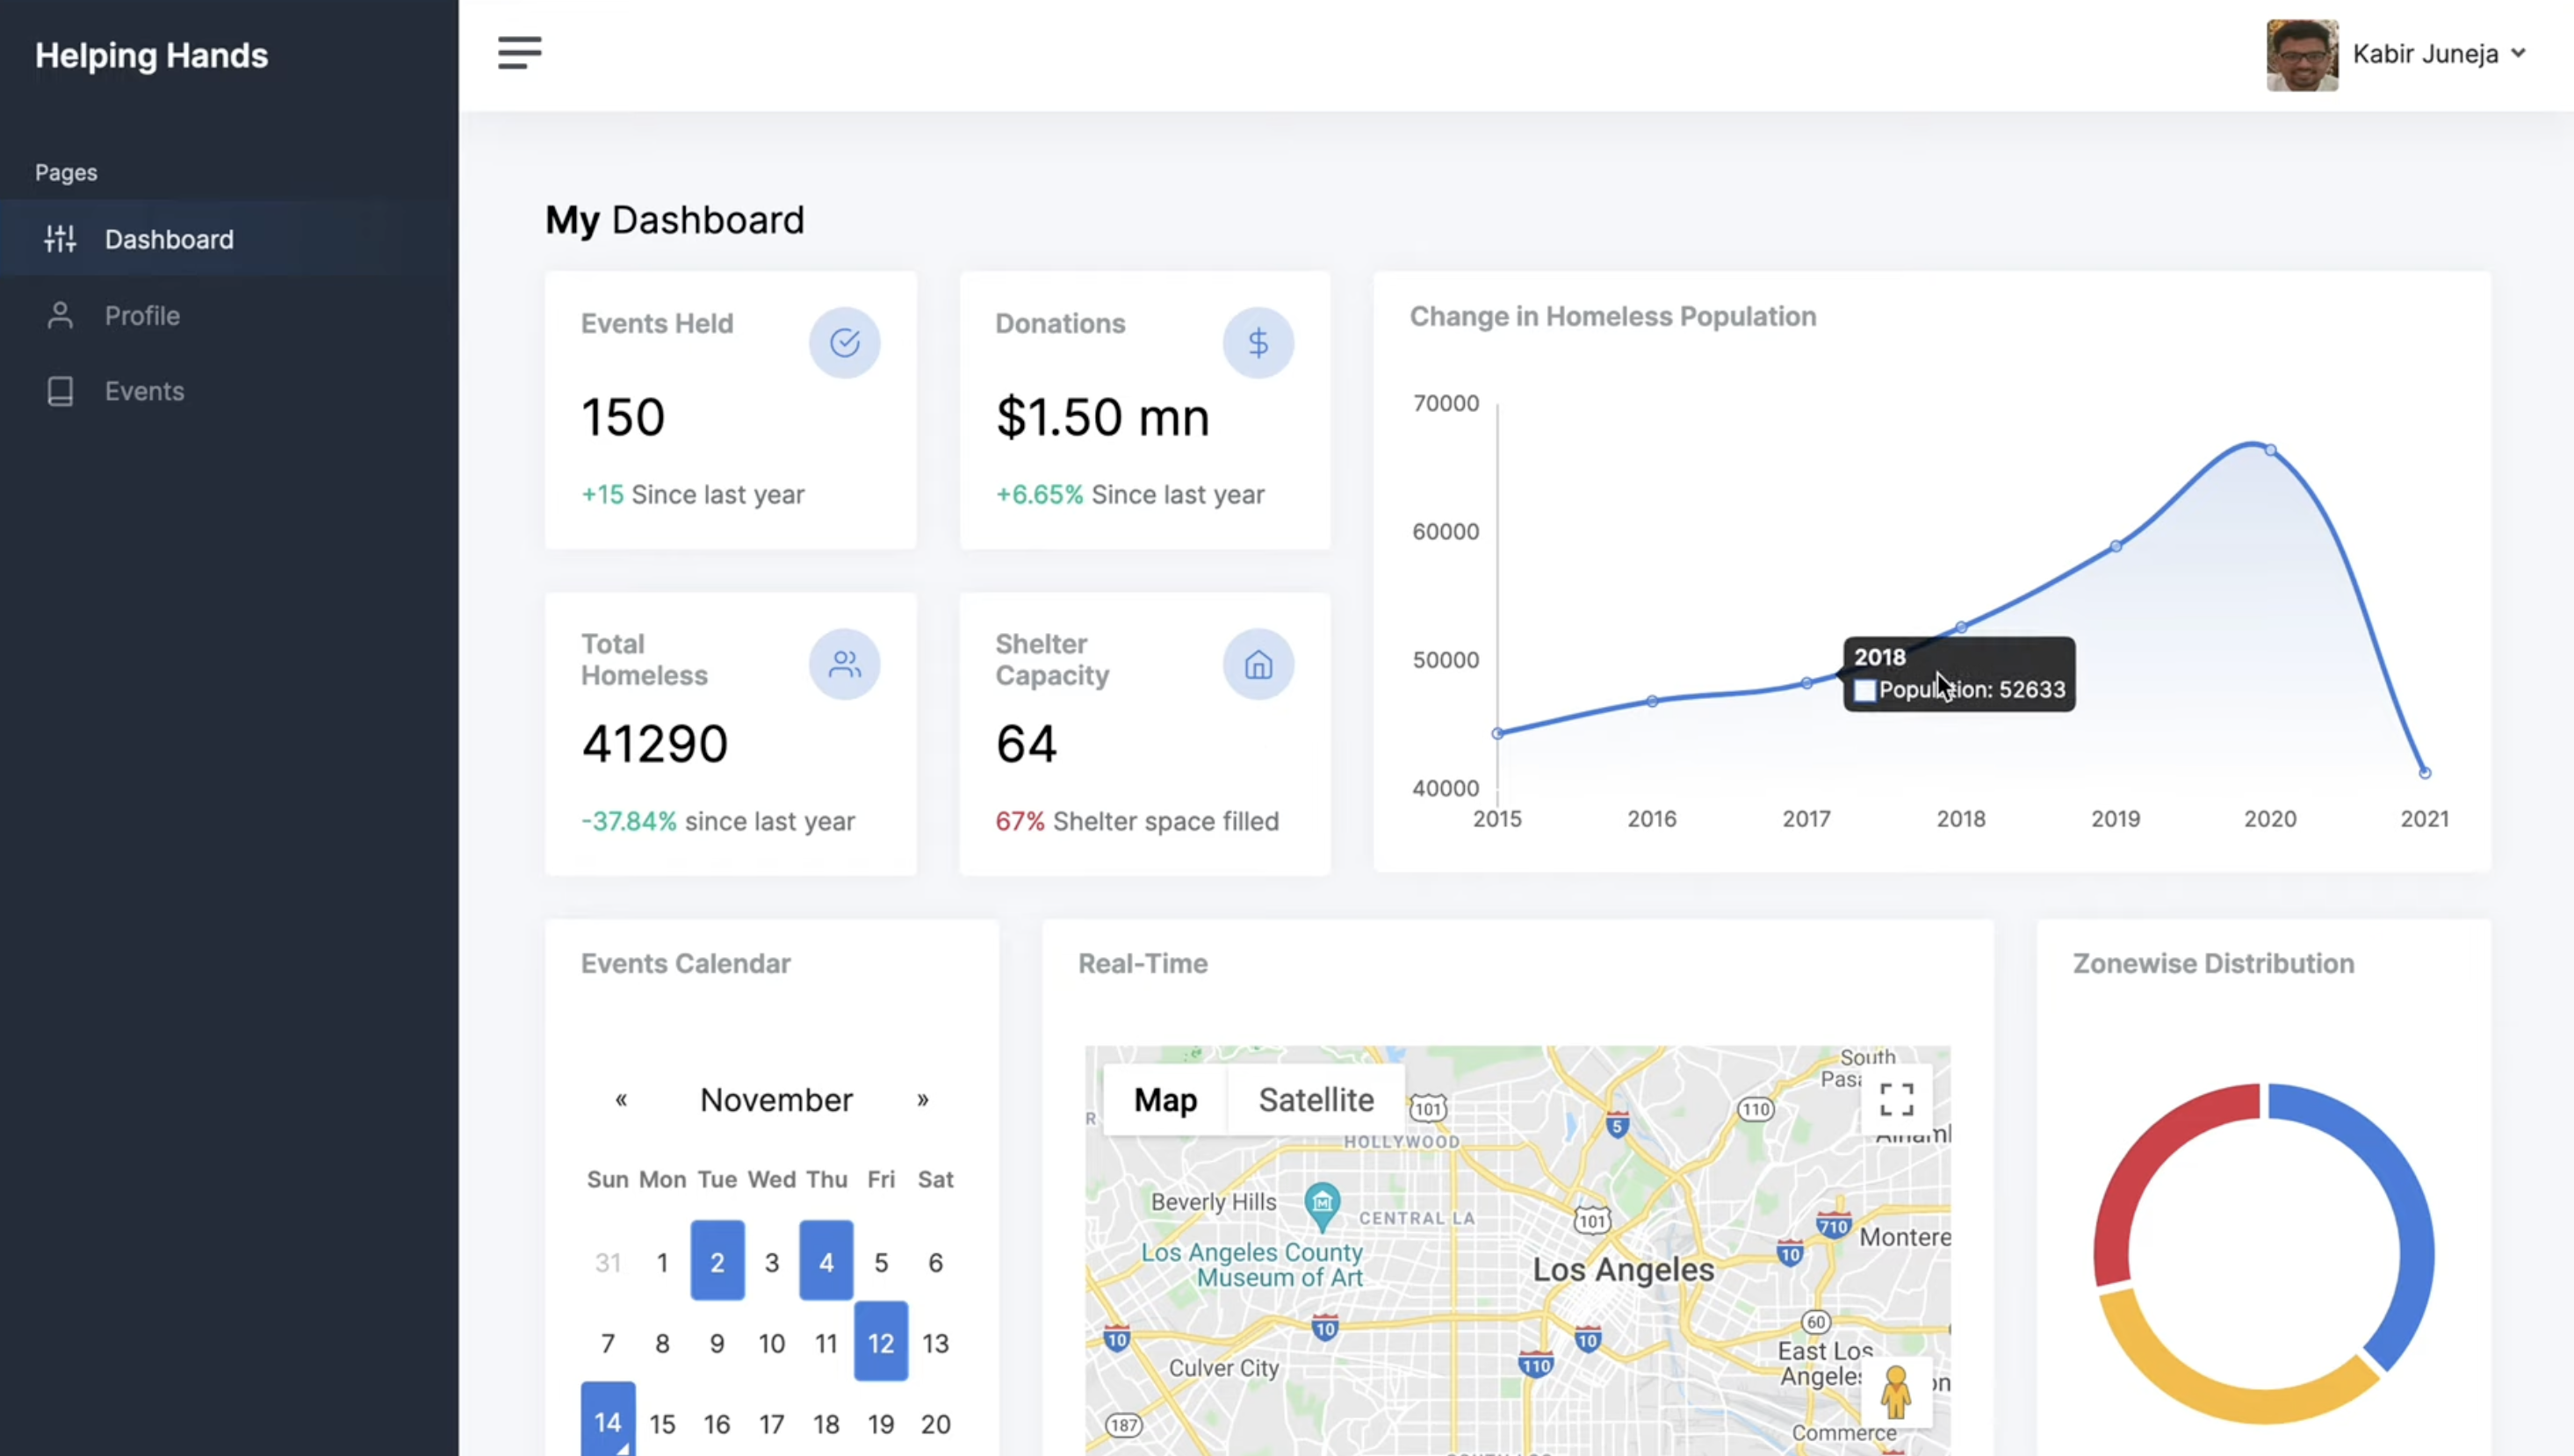 Helping Hands
Kabir Juneja
Pages
Dashboard
Profile
Events
My Dashboard
Events Held
150
+15 Since last year
Donations
$1.50 mn
+6.65% Since last year
Total
Homeless
41290
-37.84% since last year
Shelter
Capacity
64
67% Shelter space filled
Change in Homeless Population
70000
60000
50000
40000
2015 2016 2017 2018 2019 2020 2021
2018
Population: 52633
Events Calendar
« November »
Sun Mon Tue Wed Thu Fri Sat
31 1 2 3 4 5 6
7 8 9 10 11 12 13
14 15 16 17 18 19 20
Real-Time
Map Satellite
South
101
110
5
HOLLYWOOD
Beverly Hills
CENTRAL LA
101
710
Los Angeles County
Museum of Art
10
Los Angeles
10
10
10
110
60
Culver City
East Los
187
Commerce
Zonewise Distribution